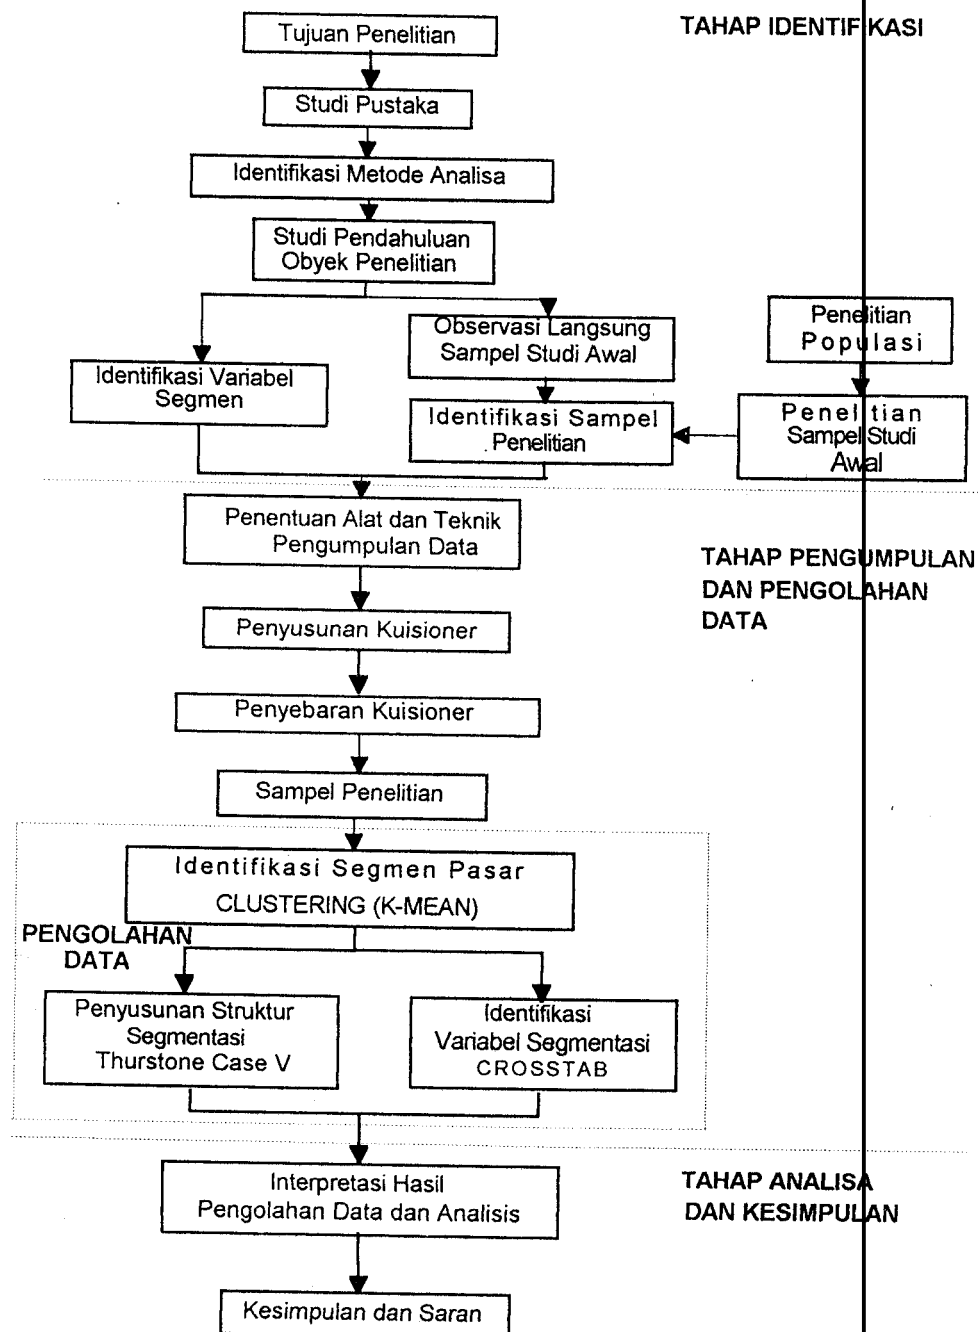 Tujuan Penelitian
TAHAP IDENTIFIKASI
Studi Pustaka
Identifikasi Metode Analisa
Studi Pendahuluan
Obyek Penelitian
Observasi Langsung
Sampel Studi Awal
Penelitian
Populasi
Identifikasi Variabel
Segmen
Identifikasi Sampel
Penelitian
Penelitian
Sampel Studi
Awal
Penentuan Alat dan Teknik
Pengumpulan Data
TAHAP PENGUMPULAN
DAN PENGOLAHAN
DATA
Penyusunan Kuisioner
Penyebaran Kuisioner
Sampel Penelitian
Identifikasi Segmen Pasar
CLUSTERING (K-MEAN)
PENGOLAHAN
DATA
Penyusunan Struktur
Segmentasi
Thurstone Case V
Identifikasi
Variabel Segmentasi
CROSSTAB
Interpretasi Hasil
Pengolahan Data dan Analisis
TAHAP ANALISA
DAN KESIMPULAN
Kesimpulan dan Saran